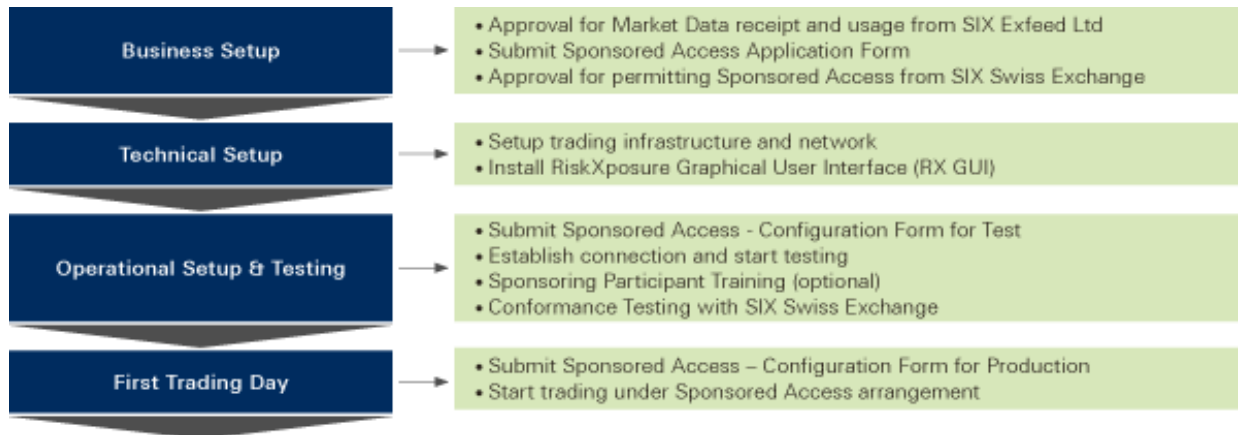 Business Setup
• Approval for Market Data receipt and usage from SIX Exfeed Ltd
• Submit Sponsored Access Application Form
• Approval for permitting Sponsored Access from SIX Swiss Exchange
Technical Setup
• Setup trading infrastructure and network
• Install RiskXposure Graphical User Interface (RX GUI)
Operational Setup & Testing
• Submit Sponsored Access - Configuration Form for Test
• Establish connection and start testing
• Sponsoring Participant Training (optional)
• Conformance Testing with SIX Swiss Exchange
First Trading Day
• Submit Sponsored Access – Configuration Form for Production
• Start trading under Sponsored Access arrangement